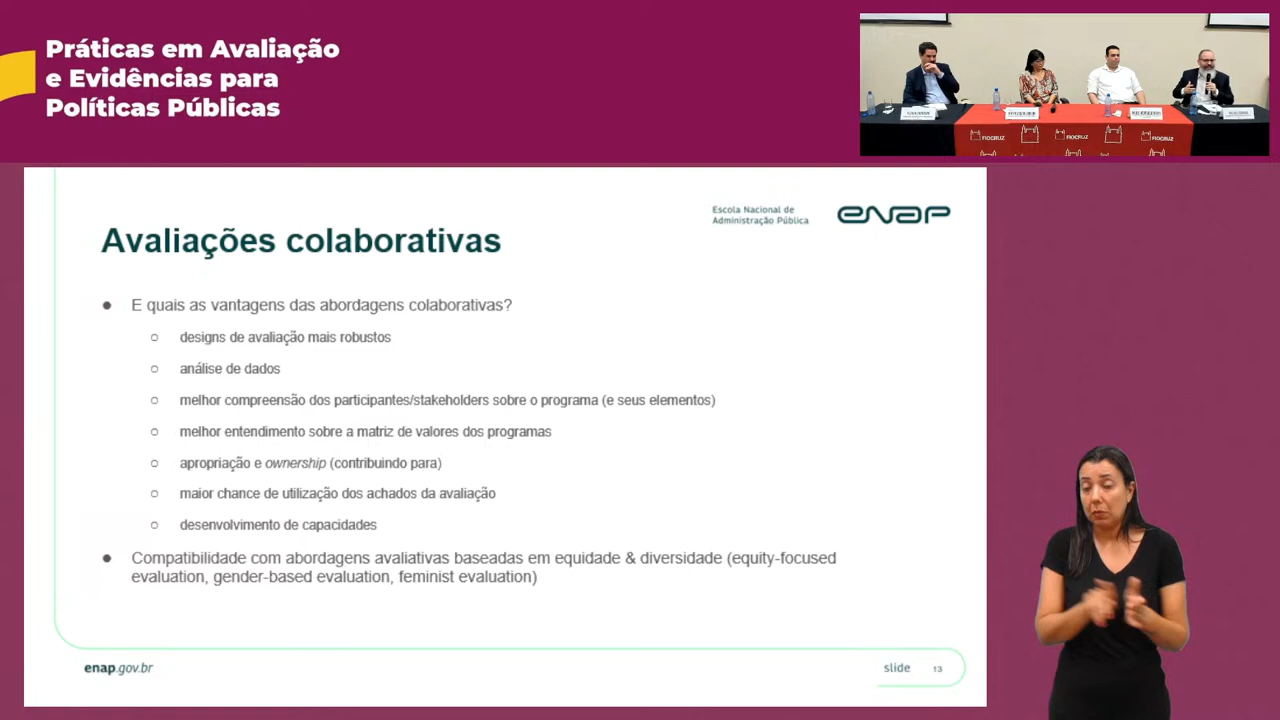 Práticas em Avaliação
e Evidências para
Políticas Públicas
FIOCRUZ
FIOCRUZ
FIOCRUZ
Escola Nacional de
Administração Pública
enap
Avaliações colaborativas
● E quais as vantagens das abordagens colaborativas?
○ designs de avaliação mais robustos
○ análise de dados
○ melhor compreensão dos participantes/stakeholders sobre o programa (e seus elementos)
○ melhor entendimento sobre a matriz de valores dos programas
○ apropriação e ownership (contribuindo para)
○ maior chance de utilização dos achados da avaliação
○ desenvolvimento de capacidades
● Compatibilidade com abordagens avaliativas baseadas em equidade & diversidade (equity-focused
evaluation, gender-based evaluation, feminist evaluation)
enap.gov.br
slide 13